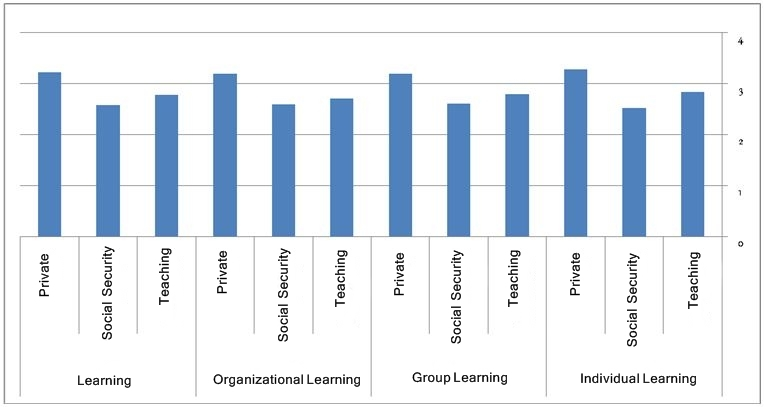 4
3
2
1
0
Private
Social Security
Teaching
Private
Social Security
Teaching
Private
Social Security
Teaching
Private
Social Security
Teaching
Learning
Organizational Learning
Group Learning
Individual Learning